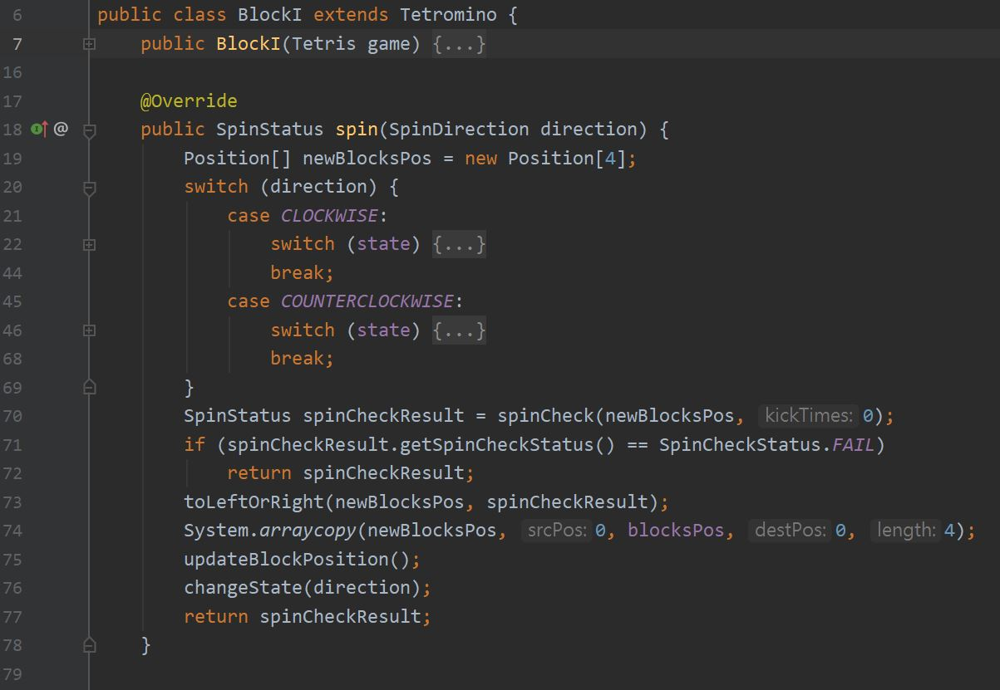 6 public class BlockI extends Tetromino {
7 public BlockI(Tetris game) {...}
16
17 @Override
18 @ public SpinStatus spin(SpinDirection direction) {
19 Position[] newBlocksPos = new Position[4];
20 switch (direction) {
21 case CLOCKWISE:
22 switch (state) {...}
44 break;
45 case COUNTERCLOCKWISE:
46 switch (state) {...}
68 break;
69 }
70 SpinStatus spinCheckResult = spinCheck(newBlocksPos, kickTimes: 0);
71 if (spinCheckResult.getSpinCheckStatus() == SpinCheckStatus.FAIL)
72 return spinCheckResult;
73 toLeftOrRight(newBlocksPos, spinCheckResult);
74 System.arraycopy(newBlocksPos, srcPos: 0, blocksPos, destPos: 0, length: 4);
75 updateBlockPosition();
76 changeState(direction);
77 return spinCheckResult;
78 }
79